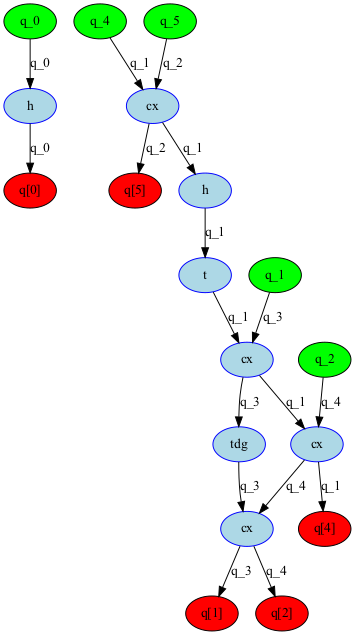 q_0 q_4 q_5
q_0 q_1 q_2
h cx
q_0 q_2 q_1
q[0] q[5] h
q_1
t q_1
q_1 q_3
cx q_2
q_3 q_1 q_4
tdg cx
q_3 q_4 q_1
cx q[4]
q_3 q_4
q[1] q[2]